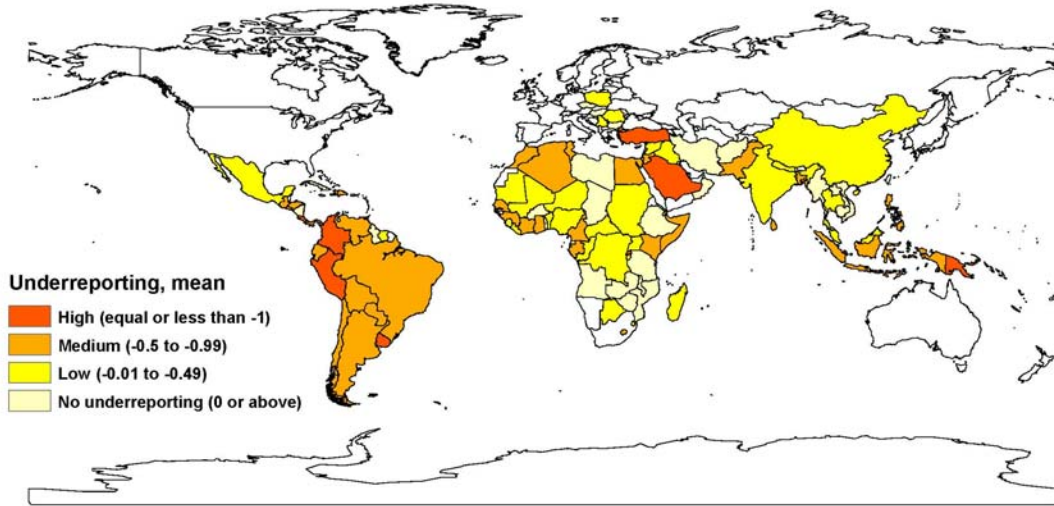 Underreporting, mean
High (equal or less than -1)
Medium (-0.5 to -0.99)
Low (-0.01 to -0.49)
No underreporting (0 or above)